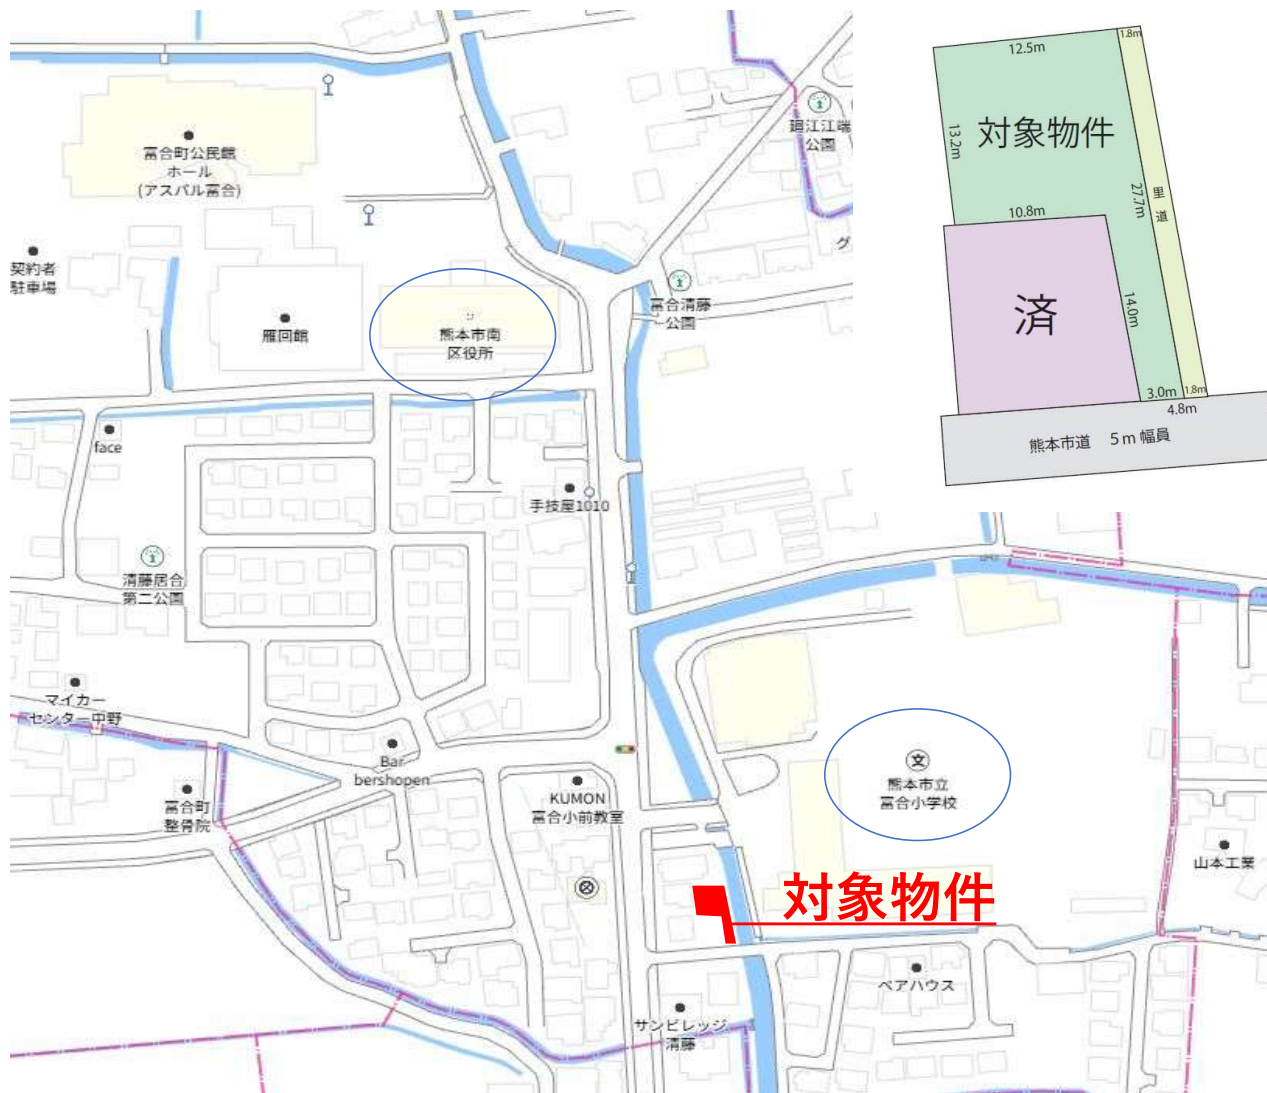 12.5m
1.8m
対象物件
13.2m
27.7m
里道
10.8m
済
14.0m
3.0m
1.8m
4.8m
熊本市道　5ｍ幅員
富合町公民館
ホール
(アスパル富合)
廻江江端
公園
グ
契約者
駐車場
雁回館
熊本市南
区役所
富合清藤
公園
face
手技屋1010
清藤居合
第二公園
マイカー
センター中野
Bar
bershopen
富合町
整骨院
KUMON
富合小前教室
文
熊本市立
富合小学校
山本工業
対象物件
ベアハウス
サンビレッジ
清藤